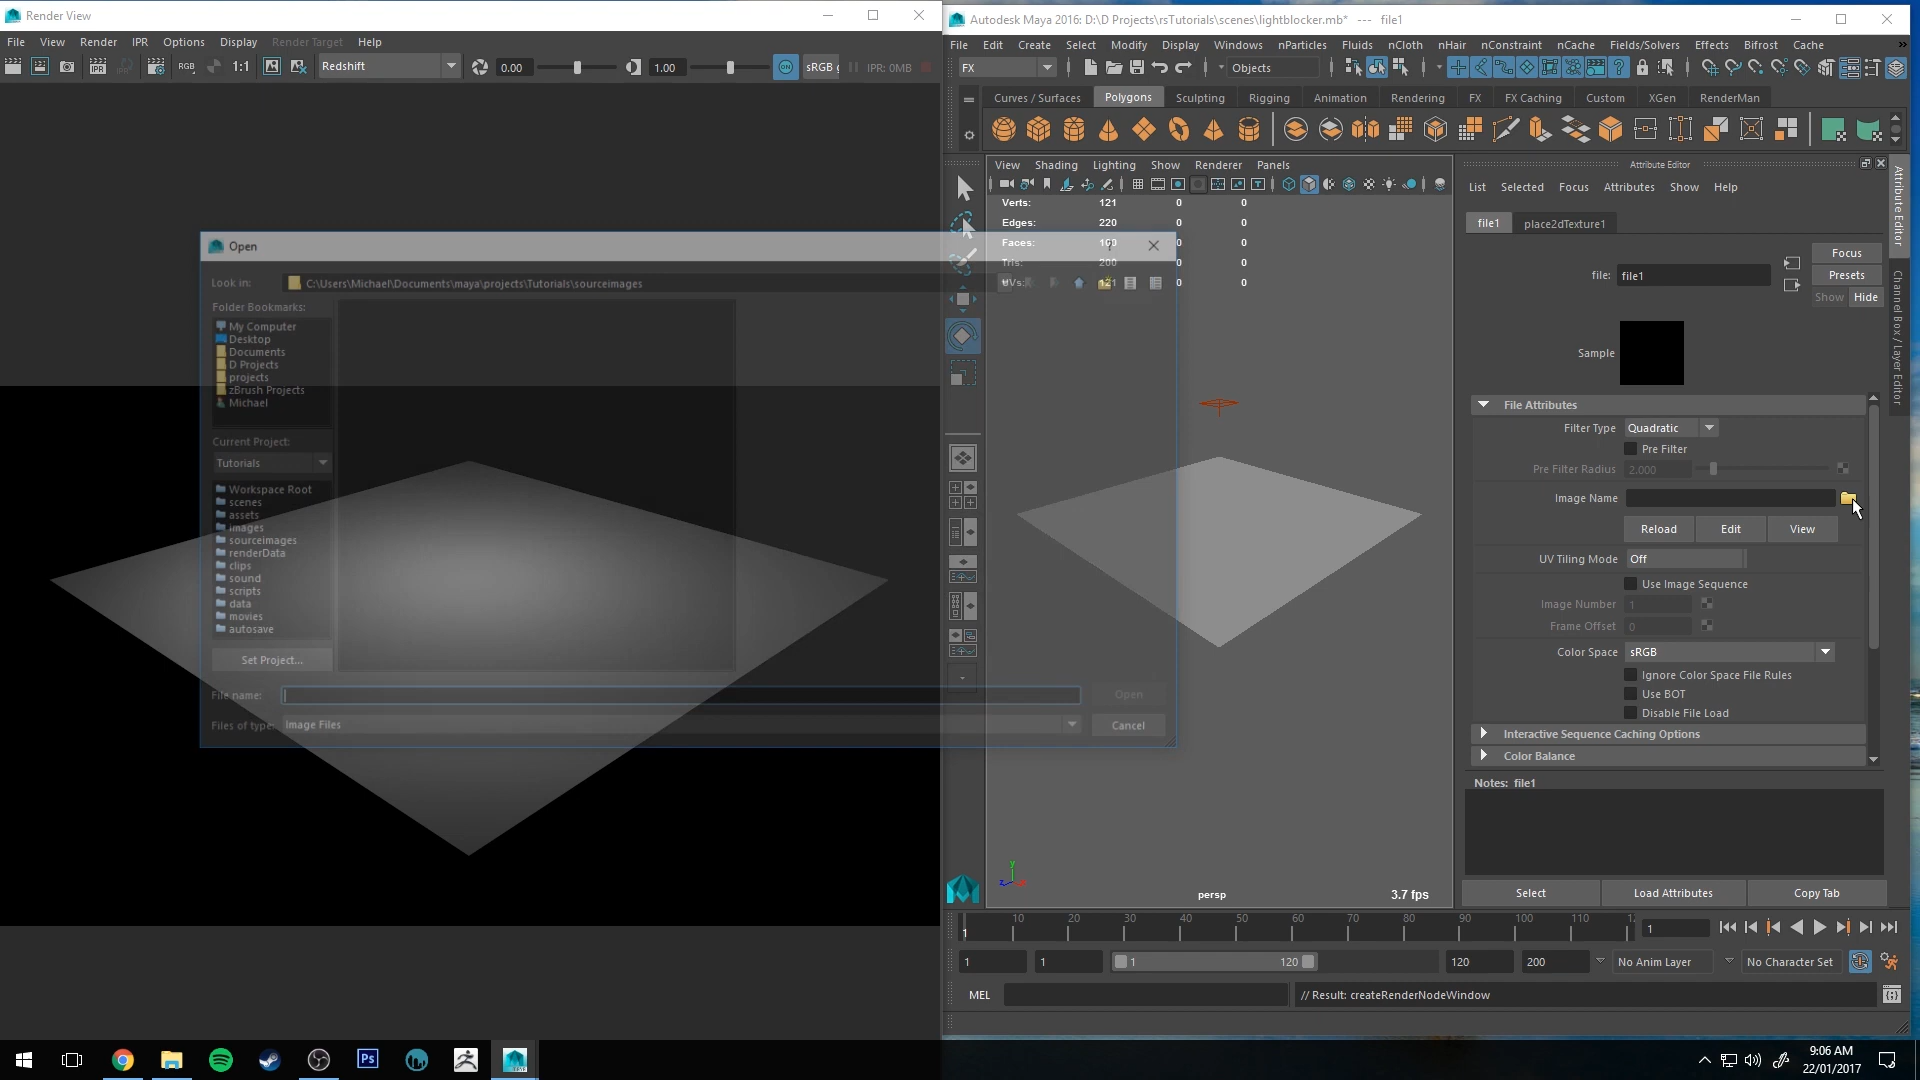 Render View
File Edit View Render IPR Options Display Render Target Help
Redshift 0.00 1.00 sRGB IPR: 0MB
RGB 1:1
Open
Look in: C:\Users\Michael\Documents\maya\projects\Tutorials\sourceimages
Folder Bookmarks:
My Computer
Desktop
Documents
D Projects
projects
zBrush Projects
Michael
Current Project:
Tutorials
Workspace Root
scenes
assets
images
sourceimages
renderData
clips
sound
scripts
data
movies
autosave
Set Project...
File name:
Open
Files of type: Image Files
Cancel
Autodesk Maya 2016: D:\D Projects\rsTutorials\scenes\lightblocker.mb* --- file1
File Edit Create Select Modify Display Windows nParticles Fluids nCloth nHair nConstraint nCache Fields/Solvers Effects Bifrost Cache »
FX Objects
Curves / Surfaces Polygons Sculpting Rigging Animation Rendering FX FX Caching Custom XGen RenderMan
View Shading Lighting Show Renderer Panels
Verts: 121 0 0
Edges: 220 0 0
Faces: 100 0 0
Tris: 200 0 0
UVs: 121 0 0
y
z
persp
3.7 fps
Attribute Editor
List Selected Focus Attributes Show Help
file1 place2dTexture1
Focus
file: file1
Presets
Show Hide
Sample
File Attributes
Filter Type Quadratic
Pre Filter
Pre Filter Radius 2.000
Image Name
Reload Edit View
UV Tiling Mode Off
Use Image Sequence
Image Number 1
Frame Offset 0
Color Space sRGB
Ignore Color Space File Rules
Use BOT
Disable File Load
Interactive Sequence Caching Options
Color Balance
Notes: file1
Select Load Attributes Copy Tab
Attribute Editor
Channel Box / Layer Editor
1 10 20 30 40 50 60 70 80 90 100 110 1
1 1 1 120 120 200 No Anim Layer No Character Set
MEL // Result: createRenderNodeWindow
Ps
9:06 AM
22/01/2017